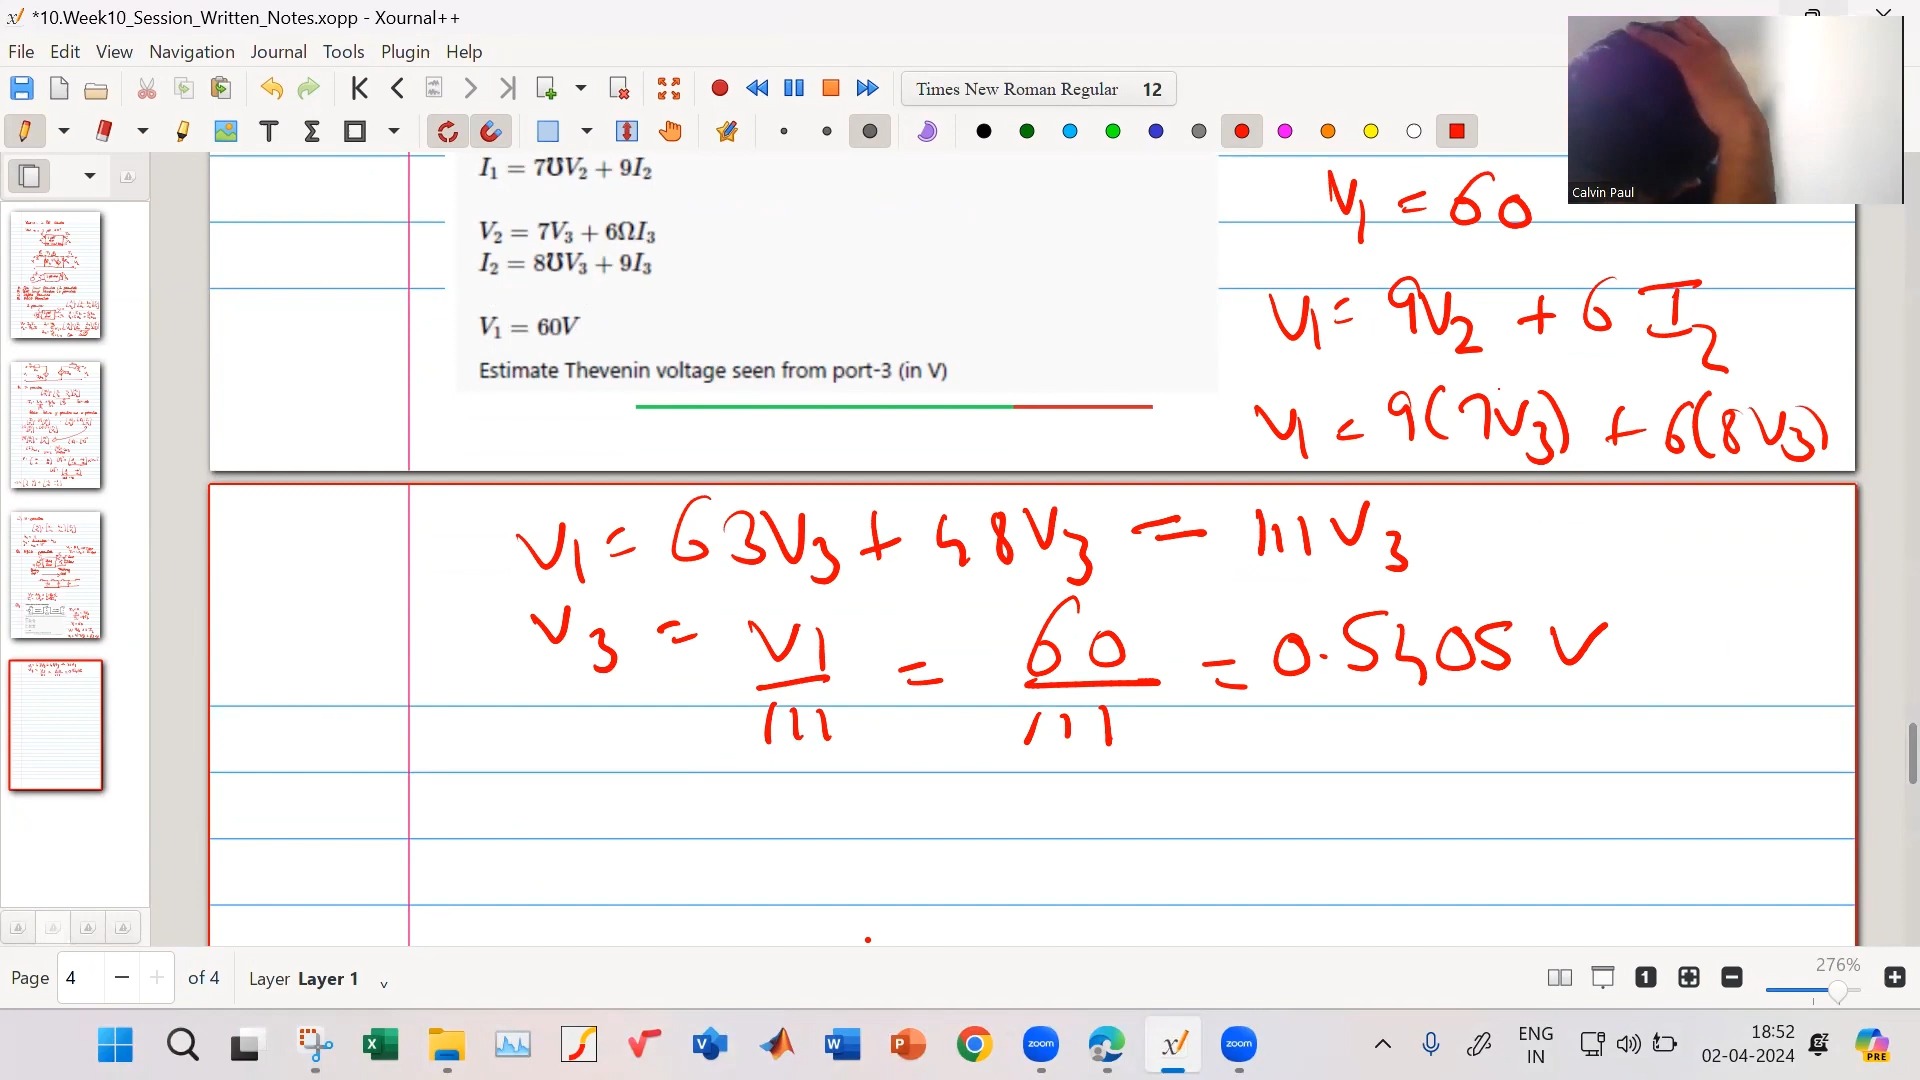 *10.Week10_Session_Written_Notes.xopp - Xournal++
File Edit View Navigation Journal Tools Plugin Help
Times New Roman Regular 12
Calvin Paul
I₁ = 7℧V₂ + 9I₂
V₂ = 7V₃ + 6ΩI₃
I₂ = 8℧V₃ + 9I₃
V₁ = 60V
Estimate Thevenin voltage seen from port-3 (in V)
V₁ = 60
V₁ = 9V₂ + 6 I₂
V₁ = 9(7V₃) + 6(8V₃)
V₁ = 63V₃ + 48V₃ = 111V₃
V₃ = V1/111 = 60/111 = 0.5405 V
Page 4 of 4 Layer Layer 1
276%
ENG
IN
18:52
02-04-2024
PRE
zoom
zoom